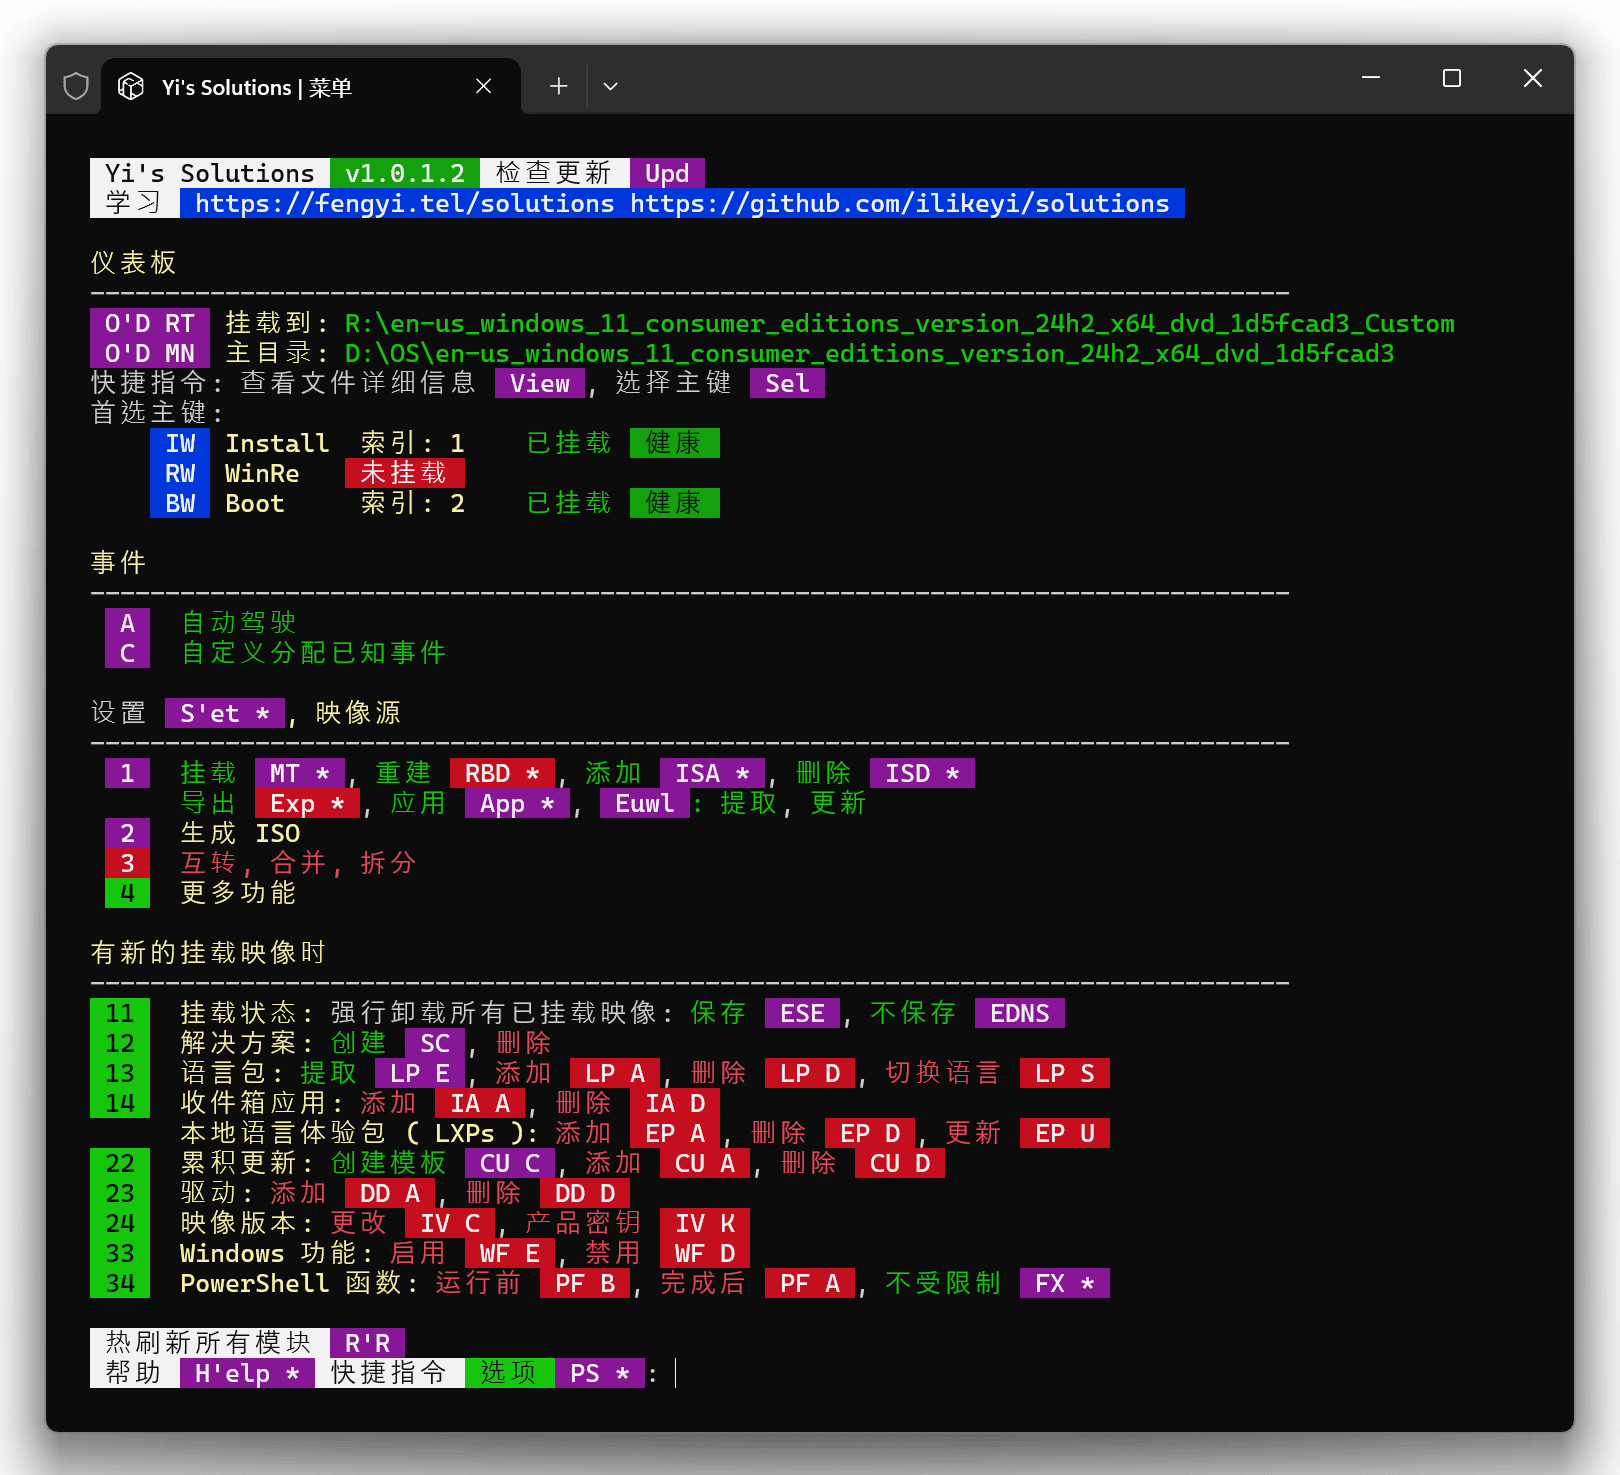 Yi's Solutions | 菜单
Yi's Solutions v1.0.1.2 检查更新 Upd
学习 https://fengyi.tel/solutions https://github.com/ilikeyi/solutions
仪表板
--------------------------------------------------------------------------------
O'D RT 挂载到: R:\en-us_windows_11_consumer_editions_version_24h2_x64_dvd_1d5fcad3_Custom
O'D MN 主目录: D:\OS\en-us_windows_11_consumer_editions_version_24h2_x64_dvd_1d5fcad3
快捷指令: 查看文件详细信息 View, 选择主键 Sel
首选主键:
IW Install 索引: 1 已挂载 健康
RW WinRe 未挂载
BW Boot 索引: 2 已挂载 健康
事件
--------------------------------------------------------------------------------
A 自动驾驶
C 自定义分配已知事件
设置 S'et *, 映像源
--------------------------------------------------------------------------------
1 挂载 MT *, 重建 RBD *, 添加 ISA *, 删除 ISD *
导出 Exp *, 应用 App *, Euwl : 提取, 更新
2 生成 ISO
3 互转, 合并, 拆分
4 更多功能
有新的挂载映像时
--------------------------------------------------------------------------------
11 挂载状态: 强行卸载所有已挂载映像: 保存 ESE , 不保存 EDNS
12 解决方案: 创建 SC , 删除
13 语言包: 提取 LP E , 添加 LP A , 删除 LP D , 切换语言 LP S
14 收件箱应用: 添加 IA A , 删除 IA D
本地语言体验包 ( LXPs ): 添加 EP A , 删除 EP D , 更新 EP U
22 累积更新: 创建模板 CU C , 添加 CU A , 删除 CU D
23 驱动: 添加 DD A , 删除 DD D
24 映像版本: 更改 IV C , 产品密钥 IV K
33 Windows 功能: 启用 WF E , 禁用 WF D
34 PowerShell 函数: 运行前 PF B , 完成后 PF A , 不受限制 FX *
热刷新所有模块 R'R
帮助 H'elp * 快捷指令 选项 PS * :